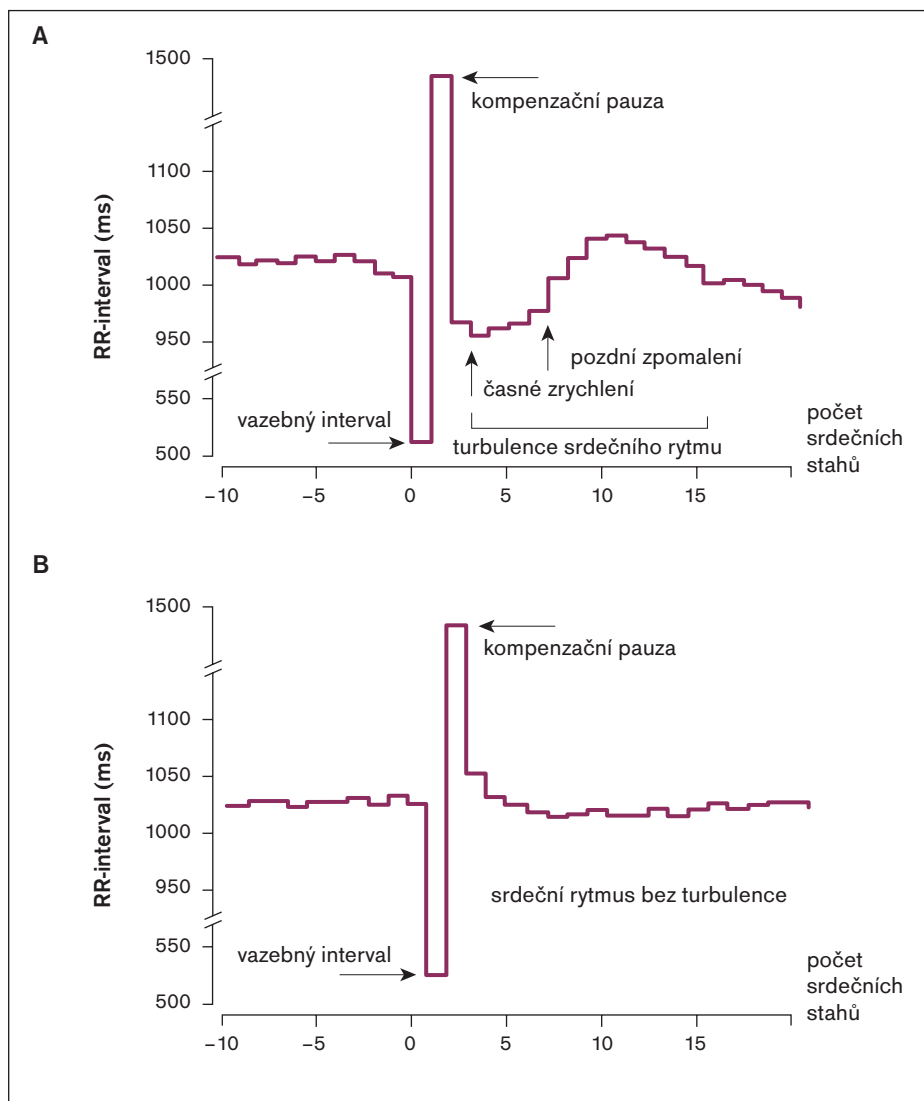 A
1500
kompenzační pauza
1100
1050
1000
950
RR-interval (ms)
pozdní zpomalení
časné zrychlení
550
vazebný interval
500
turbulence srdečního rytmu
počet
srdečních
stahů
−10 −5 0 5 10 15
B
1500
kompenzační pauza
1100
1050
1000
950
RR-interval (ms)
srdeční rytmus bez turbulence
550
vazebný interval
500
počet
srdečních
stahů
−10 −5 0 5 10 15